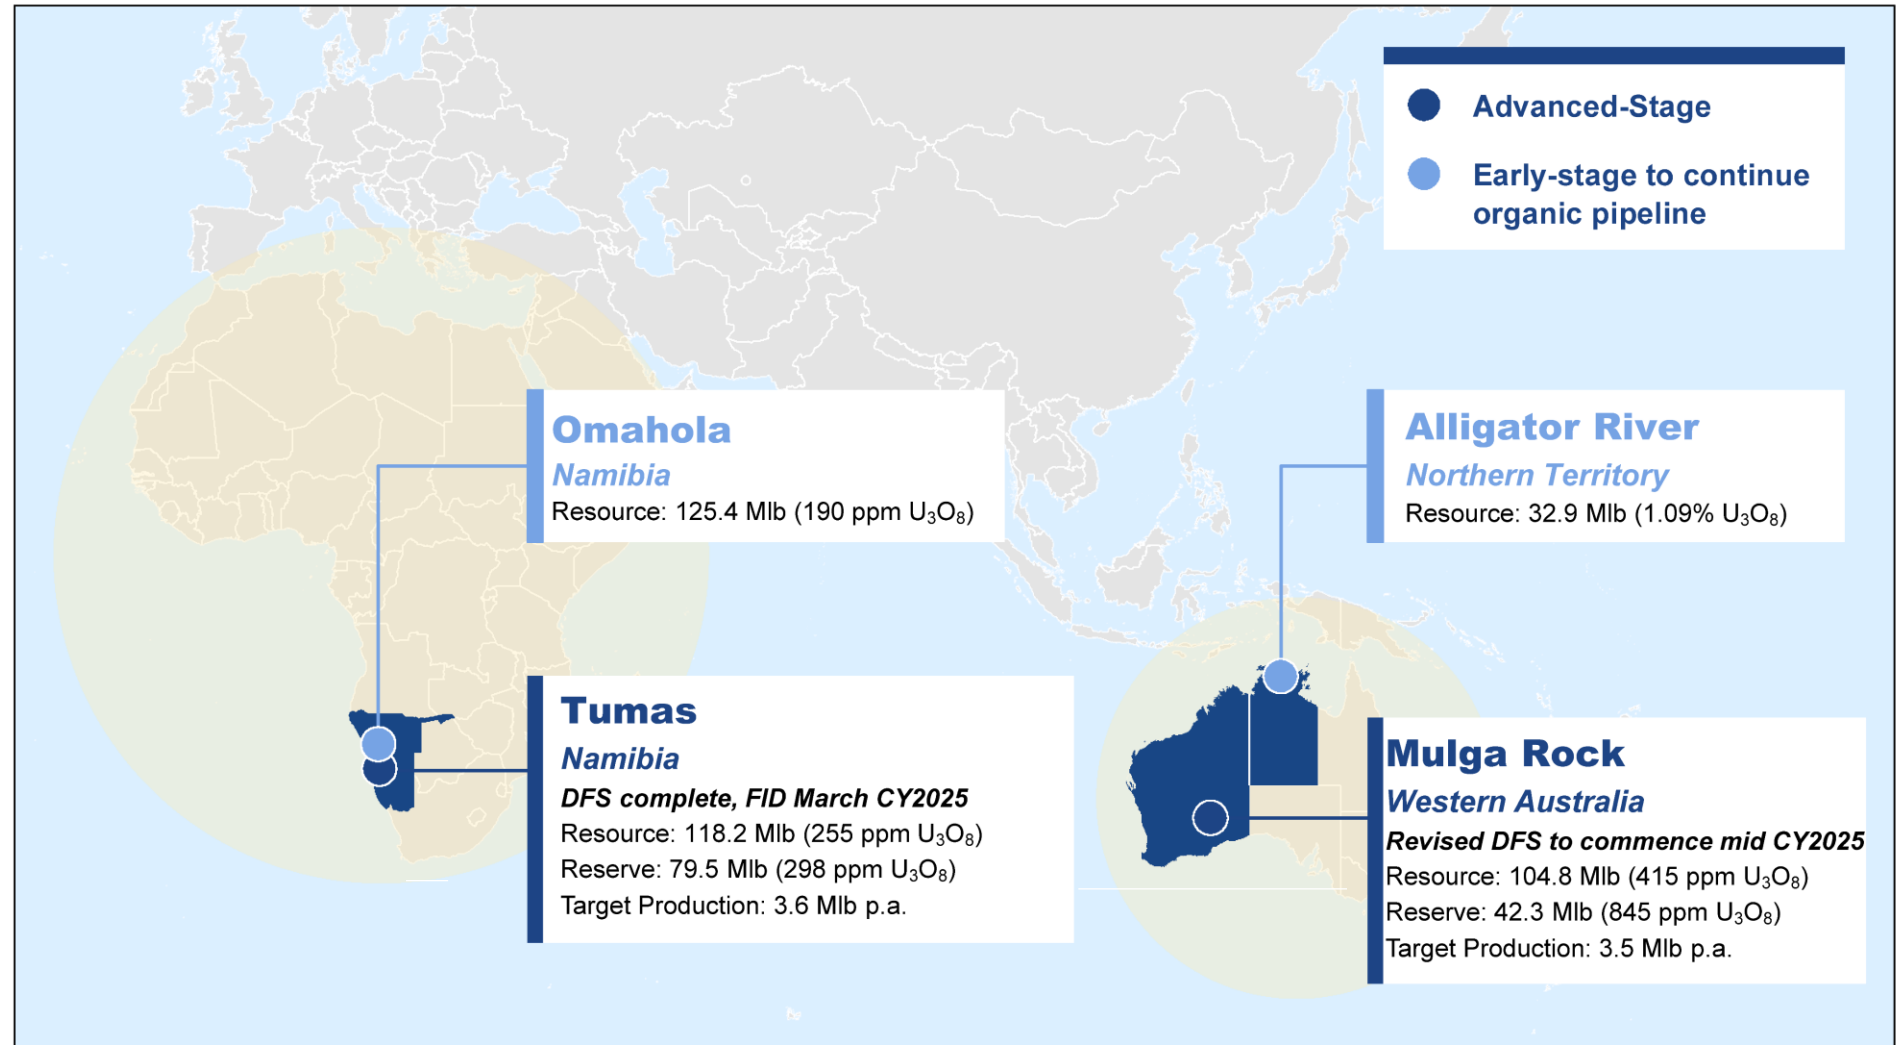 Advanced-Stage
Early-stage to continue
organic pipeline
Omahola
Namibia
Resource: 125.4 Mlb (190 ppm U₃O₈)
Alligator River
Northern Territory
Resource: 32.9 Mlb (1.09% U₃O₈)
Tumas
Namibia
DFS complete, FID March CY2025
Resource: 118.2 Mlb (255 ppm U₃O₈)
Reserve: 79.5 Mlb (298 ppm U₃O₈)
Target Production: 3.6 Mlb p.a.
Mulga Rock
Western Australia
Revised DFS to commence mid CY2025
Resource: 104.8 Mlb (415 ppm U₃O₈)
Reserve: 42.3 Mlb (845 ppm U₃O₈)
Target Production: 3.5 Mlb p.a.